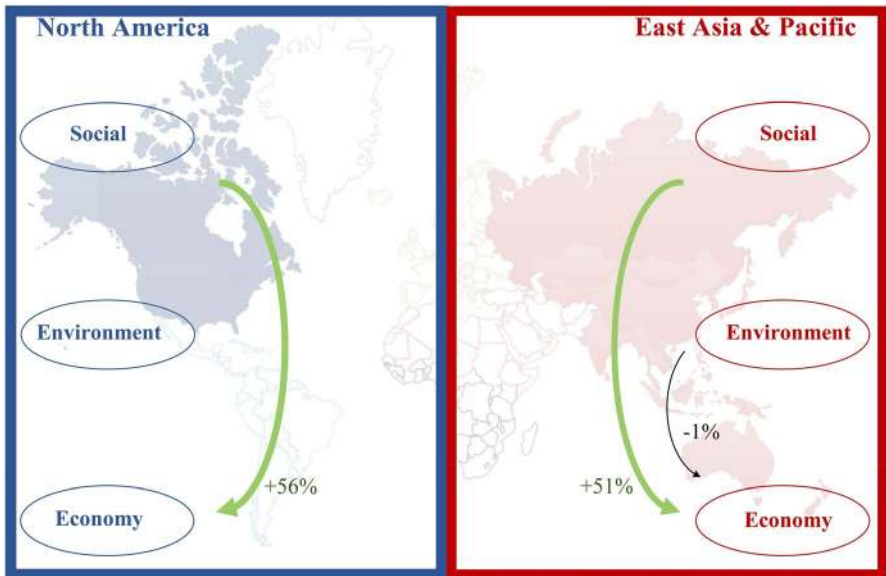 North America
Social
Environment
+56%
Economy
East Asia & Pacific
Social
Environment
-1%
+51%
Economy